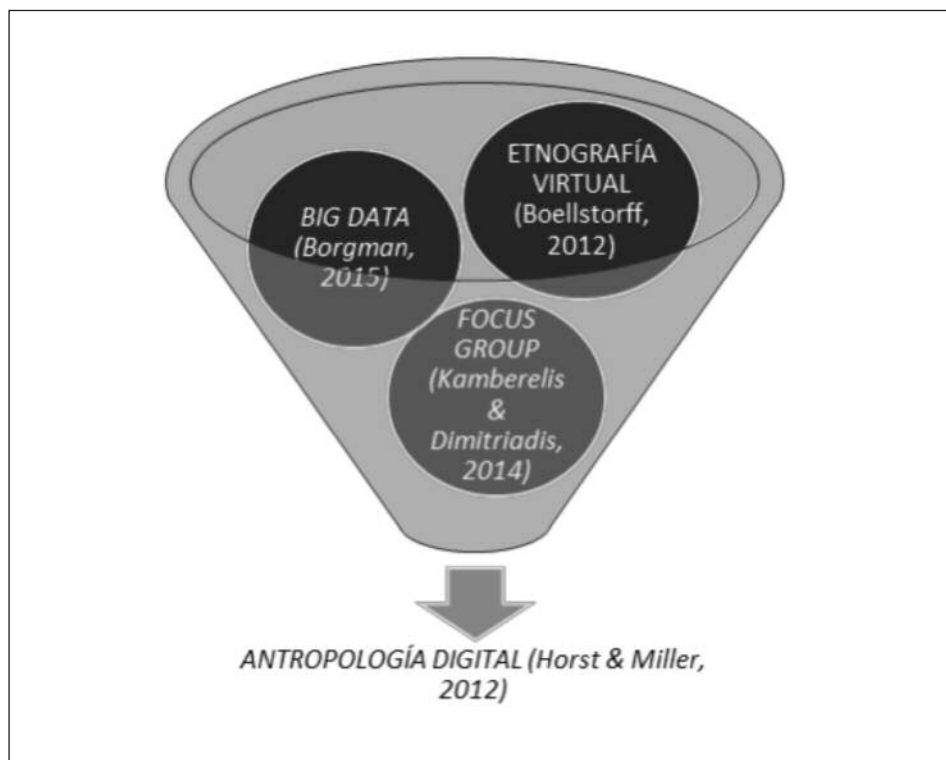 BIG DATA
(Borgman,
2015)
ETNOGRAFÍA
VIRTUAL
(Boellstorff,
2012)
FOCUS
GROUP
(Kamberelis
&
Dimitriadis,
2014)
ANTROPOLOGÍA DIGITAL (Horst & Miller,
2012)